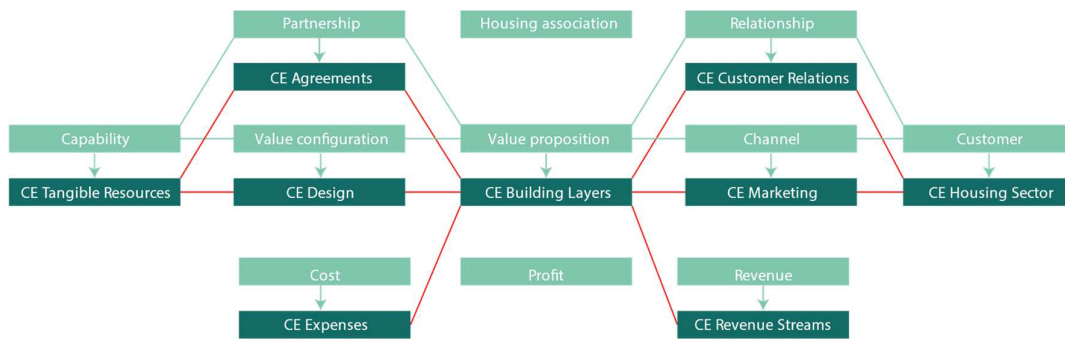 Partnership
Housing association
Relationship
CE Agreements
CE Customer Relations
Capability
Value configuration
Value proposition
Channel
Customer
CE Tangible Resources
CE Design
CE Building Layers
CE Marketing
CE Housing Sector
Cost
Profit
Revenue
CE Expenses
CE Revenue Streams